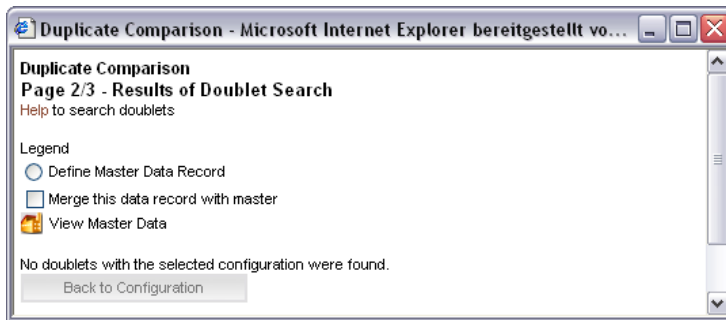 Duplicate Comparison - Microsoft Internet Explorer bereitgestellt vo...
Duplicate Comparison
Page 2/3 - Results of Doublet Search
Help to search doublets
Legend
Define Master Data Record
Merge this data record with master
View Master Data
No doublets with the selected configuration were found.
Back to Configuration